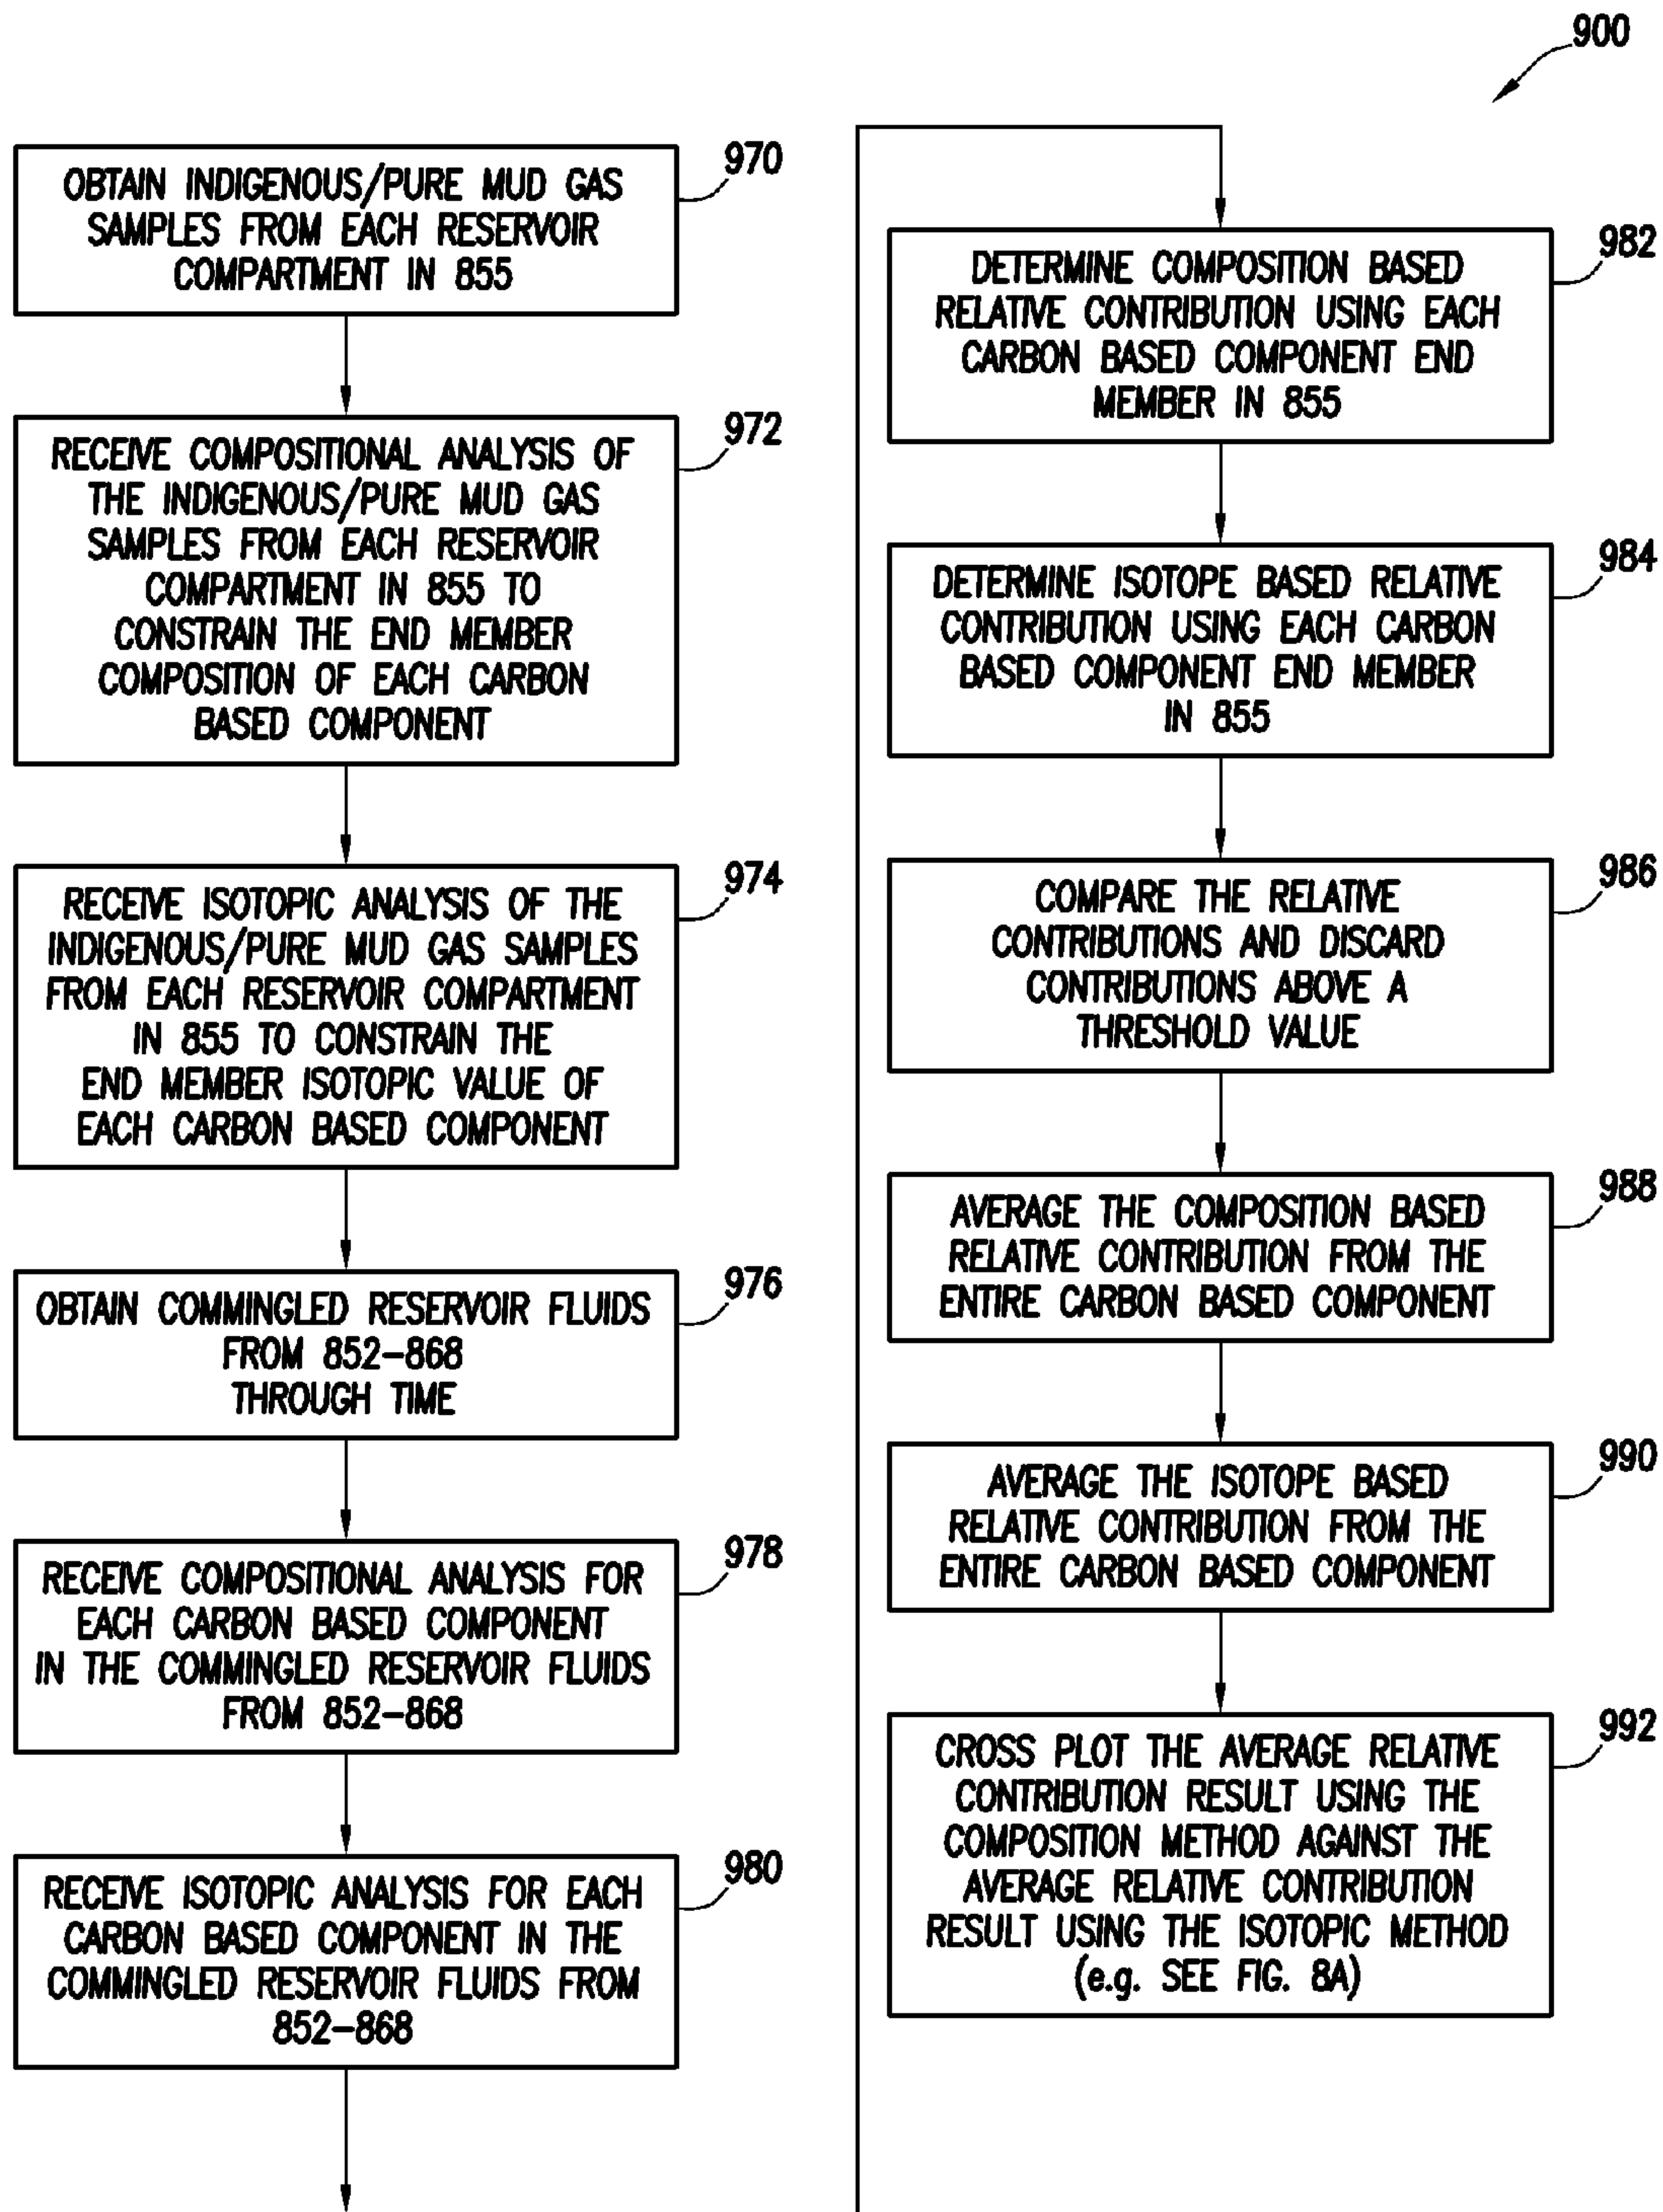 900
970
OBTAIN INDIGENOUS/PURE MUD GAS
SAMPLES FROM EACH RESERVOIR
COMPARTMENT IN 855
972
RECEIVE COMPOSITIONAL ANALYSIS OF
THE INDIGENOUS/PURE MUD GAS
SAMPLES FROM EACH RESERVOIR
COMPARTMENT IN 855 TO
CONSTRAIN THE END MEMBER
COMPOSITION OF EACH CARBON
BASED COMPONENT
974
RECEIVE ISOTOPIC ANALYSIS OF THE
INDIGENOUS/PURE MUD GAS SAMPLES
FROM EACH RESERVOIR COMPARTMENT
IN 855 TO CONSTRAIN THE
END MEMBER ISOTOPIC VALUE OF
EACH CARBON BASED COMPONENT
976
OBTAIN COMMINGLED RESERVOIR FLUIDS
FROM 852-868
THROUGH TIME
978
RECEIVE COMPOSITIONAL ANALYSIS FOR
EACH CARBON BASED COMPONENT
IN THE COMMINGLED RESERVOIR FLUIDS
FROM 852-868
980
RECEIVE ISOTOPIC ANALYSIS FOR EACH
CARBON BASED COMPONENT IN THE
COMMINGLED RESERVOIR FLUIDS FROM
852-868
982
DETERMINE COMPOSITION BASED
RELATIVE CONTRIBUTION USING EACH
CARBON BASED COMPONENT END
MEMBER IN 855
984
DETERMINE ISOTOPE BASED RELATIVE
CONTRIBUTION USING EACH CARBON
BASED COMPONENT END MEMBER
IN 855
986
COMPARE THE RELATIVE
CONTRIBUTIONS AND DISCARD
CONTRIBUTIONS ABOVE A
THRESHOLD VALUE
988
AVERAGE THE COMPOSITION BASED
RELATIVE CONTRIBUTION FROM THE
ENTIRE CARBON BASED COMPONENT
990
AVERAGE THE ISOTOPE BASED
RELATIVE CONTRIBUTION FROM THE
ENTIRE CARBON BASED COMPONENT
992
CROSS PLOT THE AVERAGE RELATIVE
CONTRIBUTION RESULT USING THE
COMPOSITION METHOD AGAINST THE
AVERAGE RELATIVE CONTRIBUTION
RESULT USING THE ISOTOPIC METHOD
(e.g. SEE FIG. 8A)